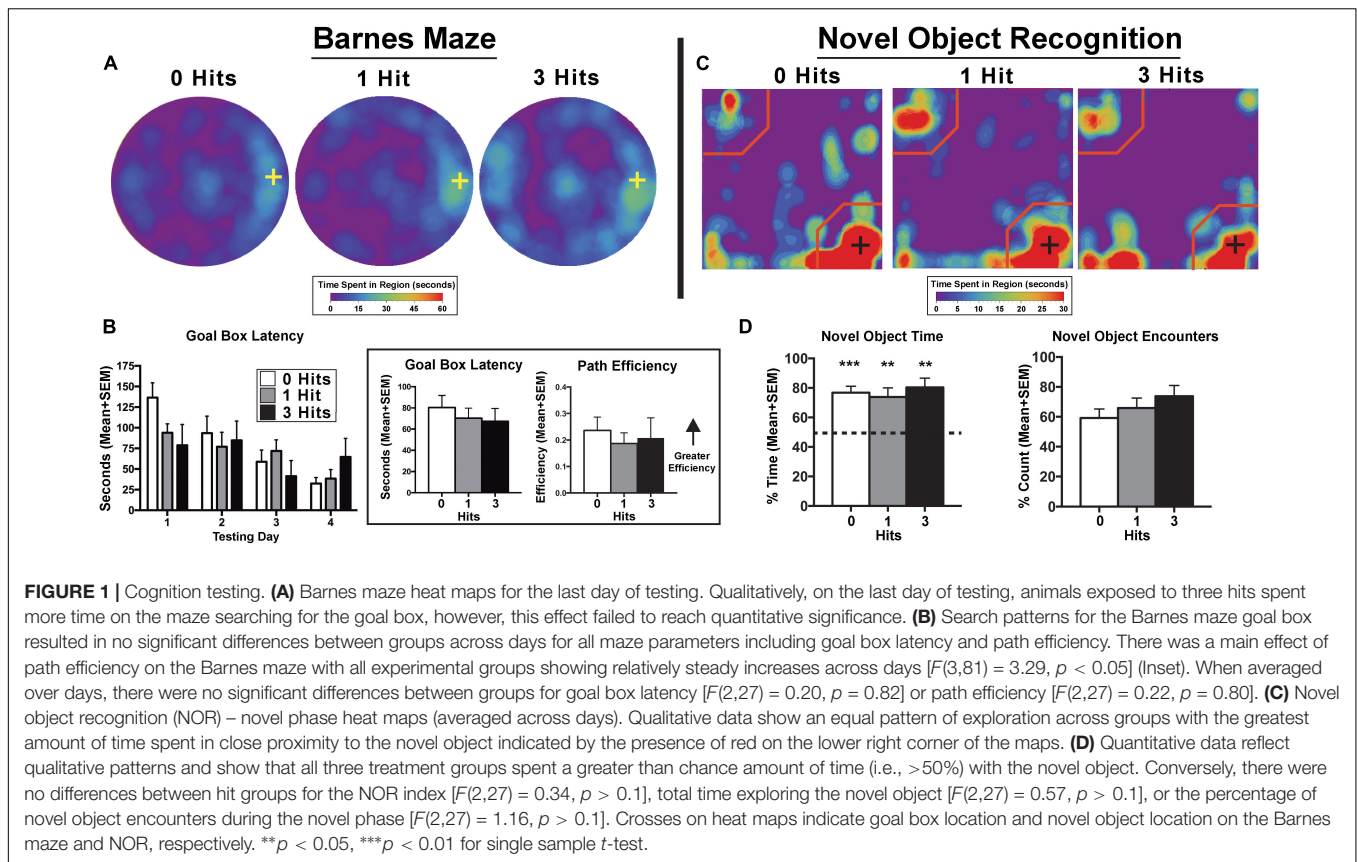 Barnes Maze
Novel Object Recognition
A
0 Hits
1 Hit
3 Hits
Time Spent in Region (seconds)
0 15 30 45 60
C
0 Hits
1 Hit
3 Hits
Time Spent in Region (seconds)
0 5 10 15 20 25 30
B
Goal Box Latency
Seconds (Mean+SEM)
175
150
125
100
75
50
25
0
1 2 3 4
Testing Day
0 Hits
1 Hit
3 Hits
Goal Box Latency
Seconds (Mean+SEM)
100
80
60
40
20
0
0 1 3
Hits
Path Efficiency
Efficiency (Mean+SEM)
0.4
0.3
0.2
0.1
0.0
0 1 3
Hits
Greater
Efficiency
D
Novel Object Time
% Time (Mean+SEM)
100
80
60
40
20
0
*** ** **
0 1 3
Hits
Novel Object Encounters
% Count (Mean+SEM)
100
80
60
40
20
0
0 1 3
Hits
FIGURE 1 | Cognition testing. (A) Barnes maze heat maps for the last day of testing. Qualitatively, on the last day of testing, animals exposed to three hits spent
more time on the maze searching for the goal box, however, this effect failed to reach quantitative significance. (B) Search patterns for the Barnes maze goal box
resulted in no significant differences between groups across days for all maze parameters including goal box latency and path efficiency. There was a main effect of
path efficiency on the Barnes maze with all experimental groups showing relatively steady increases across days [F(3,81) = 3.29, p < 0.05] (Inset). When averaged
over days, there were no significant differences between groups for goal box latency [F(2,27) = 0.20, p = 0.82] or path efficiency [F(2,27) = 0.22, p = 0.80]. (C) Novel
object recognition (NOR) – novel phase heat maps (averaged across days). Qualitative data show an equal pattern of exploration across groups with the greatest
amount of time spent in close proximity to the novel object indicated by the presence of red on the lower right corner of the maps. (D) Quantitative data reflect
qualitative patterns and show that all three treatment groups spent a greater than chance amount of time (i.e., >50%) with the novel object. Conversely, there were
no differences between hit groups for the NOR index [F(2,27) = 0.34, p > 0.1], total time exploring the novel object [F(2,27) = 0.57, p > 0.1], or the percentage of
novel object encounters during the novel phase [F(2,27) = 1.16, p > 0.1]. Crosses on heat maps indicate goal box location and novel object location on the Barnes
maze and NOR, respectively. **p < 0.05, ***p < 0.01 for single sample t-test.